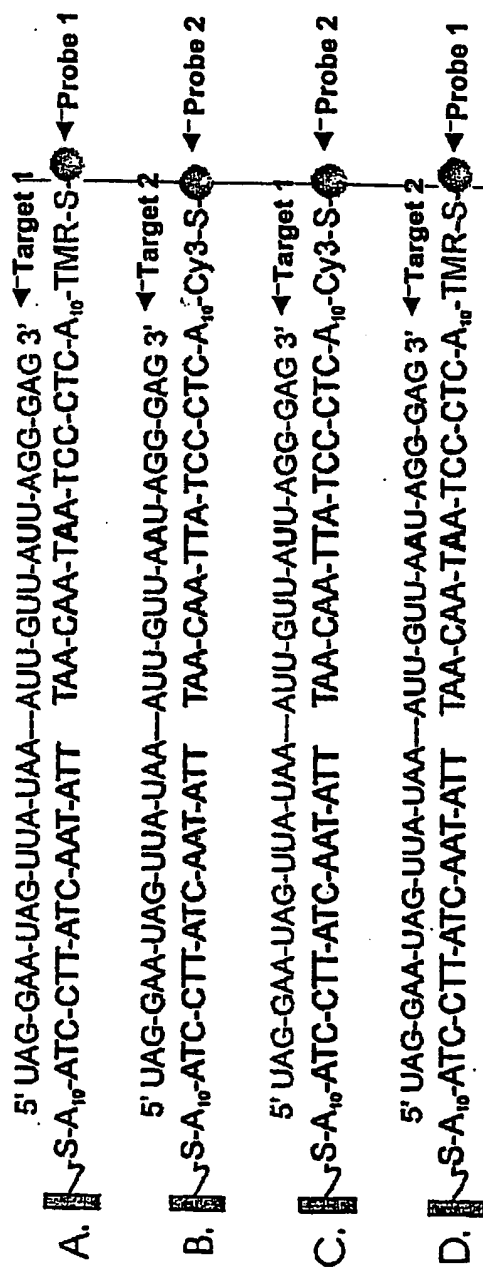 5' UAG-GAA-UAG-UUA-UAA—AUU-GUU-AUU-AGG-GAG 3' Target 1
A. S-A10-ATC-CTT-ATC-AAT-ATT TAA-CAA-TAA-TCC-CTC-A10-TMR-S- Probe 1
5' UAG-GAA-UAG-UUA-UAA—AUU-GUU-AAU-AGG-GAG 3' Target 2
B. S-A10-ATC-CTT-ATC-AAT-ATT TAA-CAA-TTA-TCC-CTC-A10-Cy3-S- Probe 2
5' UAG-GAA-UAG-UUA-UAA—AUU-GUU-AUU-AGG-GAG 3' Target 1
C. S-A10-ATC-CTT-ATC-AAT-ATT TAA-CAA-TTA-TCC-CTC-A10-Cy3-S- Probe 2
5' UAG-GAA-UAG-UUA-UAA—AUU-GUU-AAU-AGG-GAG 3' Target 2
D. S-A10-ATC-CTT-ATC-AAT-ATT TAA-CAA-TAA-TCC-CTC-A10-TMR-S- Probe 1